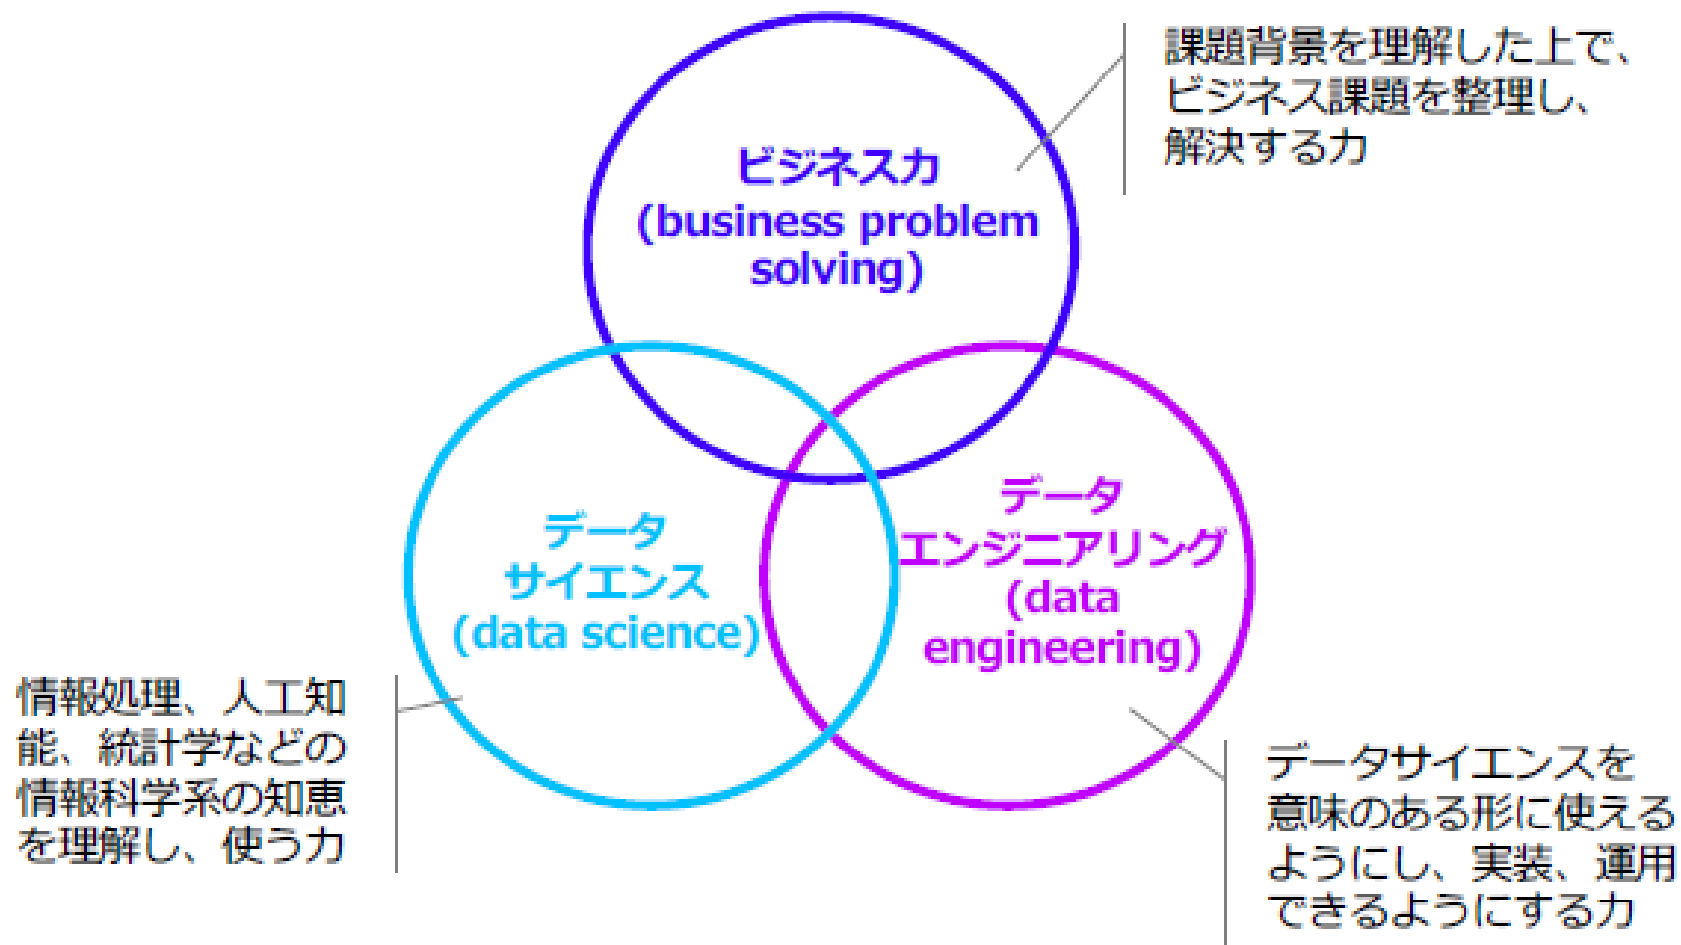 課題背景を理解した上で、
ビジネス課題を整理し、
解決する力
ビジネス力
(business problem
solving)
データ
サイエンス
(data science)
データ
エンジニアリング
(data
engineering)
情報処理、人工知
能、統計学などの
情報科学系の知恵
を理解し、使う力
データサイエンスを
意味のある形に使える
ようにし、実装、運用
できるようにする力